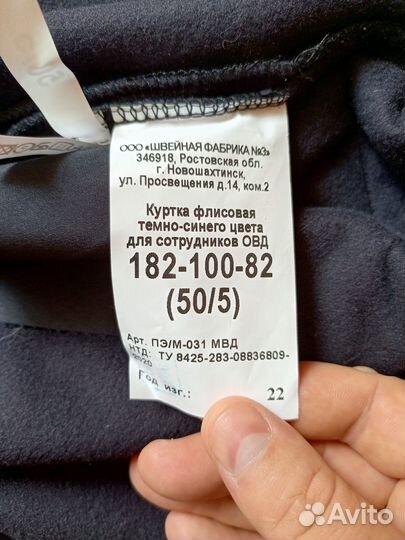 ООО «ШВЕЙНАЯ ФАБРИКА №3»
346918, Ростовская обл.
г. Новошахтинск,
ул. Просвещения д.14, ком.2
Куртка флисовая
темно-синего цвета
для сотрудников ОВД
182-100-82
(50/5)
Арт. ПЭ/М-031 МВД
НТД: ТУ 8425-283-08836809-
2020
Год изг.: 22
Avito